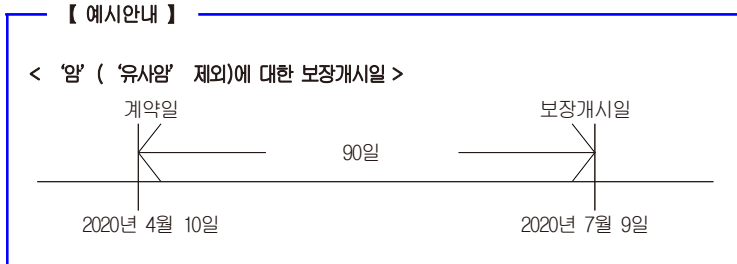 【 예시안내 】
< ‘암’ ( ‘유사암’ 제외)에 대한 보장개시일 >
계약일 보장개시일
90일
2020년 4월 10일 2020년 7월 9일